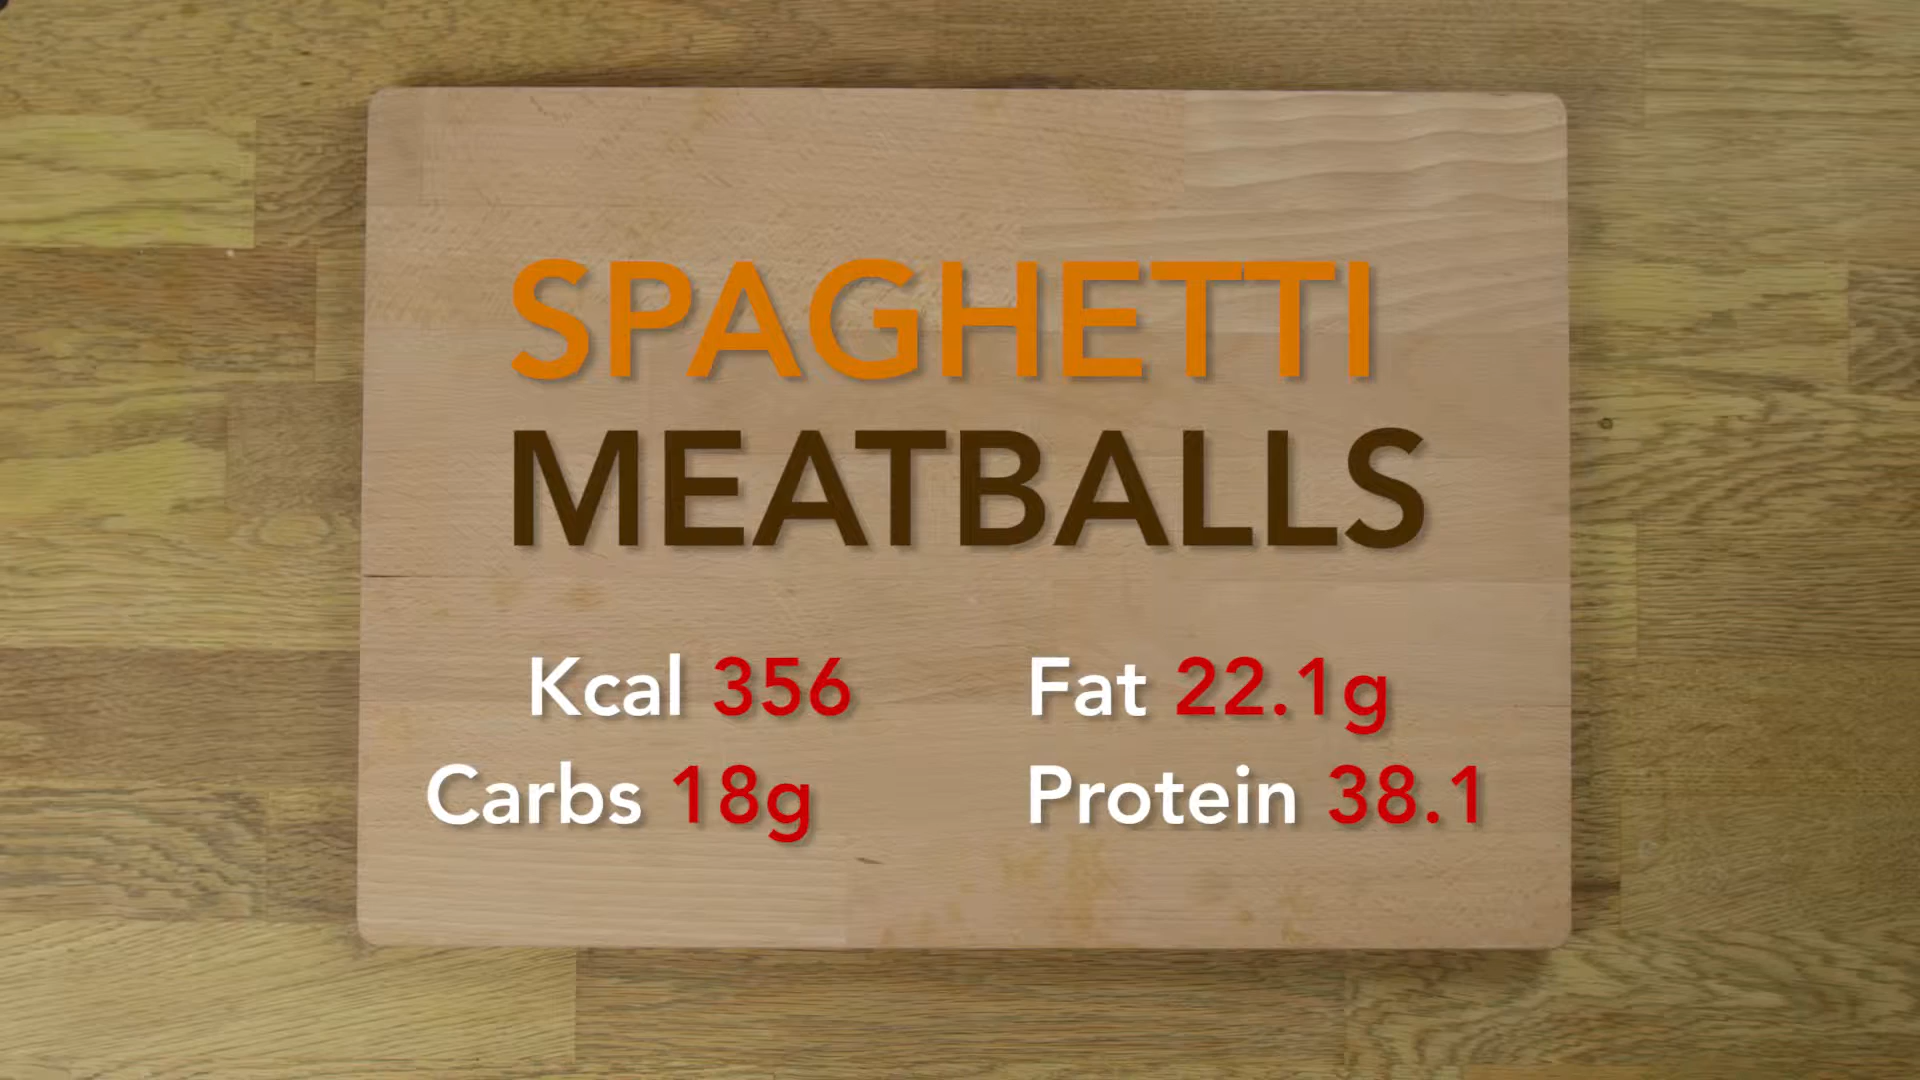 SPAGHETTI
MEATBALLS
Kcal 356
Fat 22.1g
Carbs 18g
Protein 38.1